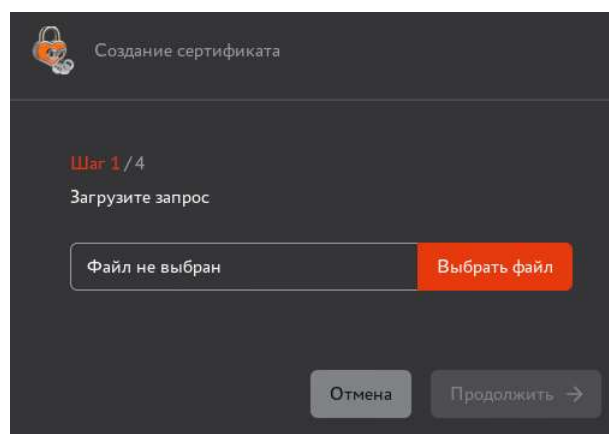 Создание сертификата
Шаг 1 / 4
Загрузите запрос
Файл не выбран
Выбрать файл
Отмена
Продолжить →